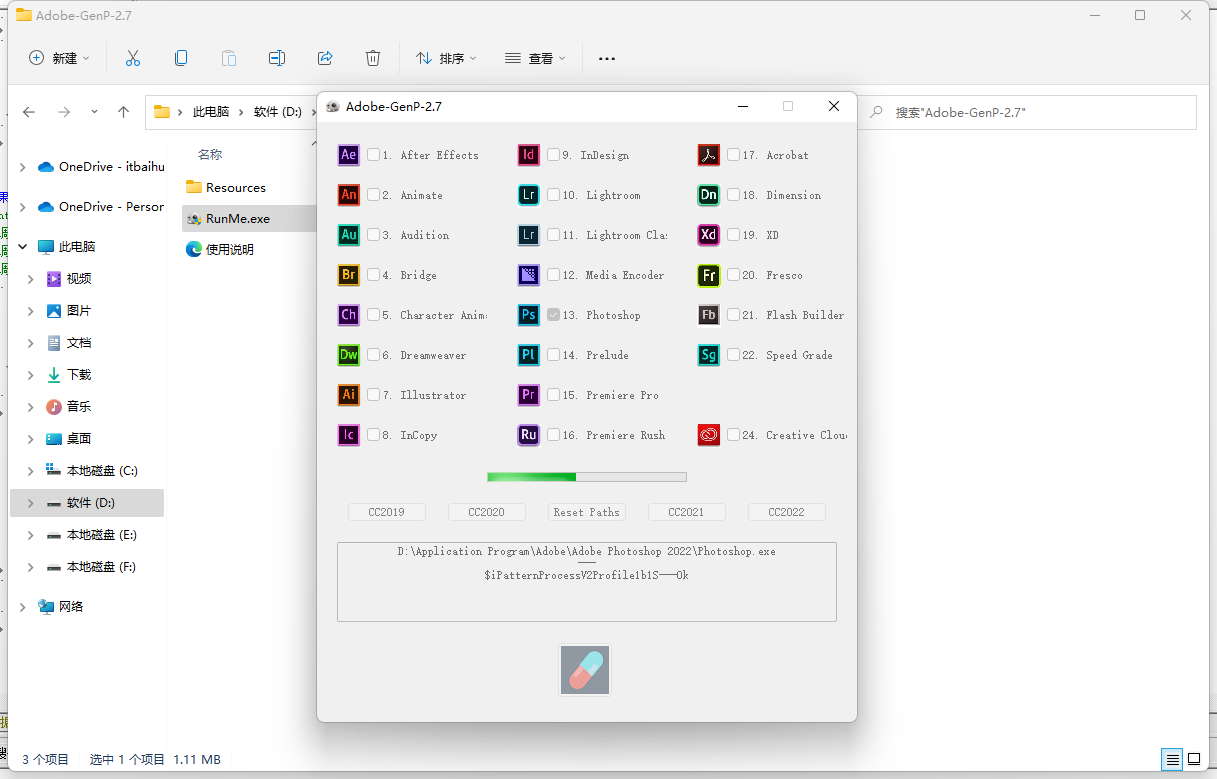 Adobe-GenP-2.7
新建
排序
查看
此电脑
软件 (D:)
搜索"Adobe-GenP-2.7"
OneDrive - itbaihu
OneDrive - Person
此电脑
视频
图片
文档
下载
音乐
桌面
本地磁盘 (C:)
软件 (D:)
本地磁盘 (E:)
本地磁盘 (F:)
网络
名称
Resources
RunMe.exe
使用说明
Adobe-GenP-2.7
Ae 1. After Effects
An 2. Animate
Au 3. Audition
Br 4. Bridge
Ch 5. Character Anim
Dw 6. Dreamweaver
Ai 7. Illustrator
Ic 8. InCopy
Id 9. InDesign
Lr 10. Lightroom
Lr 11. Lightroom Cla
12. Media Encoder
Ps 13. Photoshop
Pl 14. Prelude
Pr 15. Premiere Pro
Ru 16. Premiere Rush
17. Acrobat
Dn 18. Dimension
Xd 19. XD
Fr 20. Fresco
Fb 21. Flash Builder
Sg 22. Speed Grade
24. Creative Clou
CC2019
CC2020
Reset Paths
CC2021
CC2022
D:\Application Program\Adobe\Adobe Photoshop 2022\Photoshop.exe
——
$iPatternProcessV2Profile1b1S——Ok
3 个项目
选中 1 个项目 1.11 MB